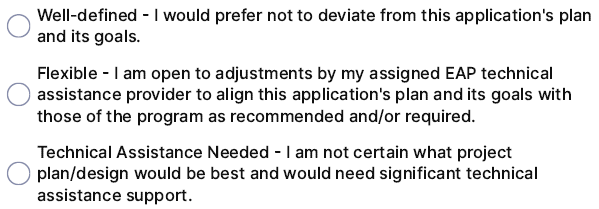 Well-defined - I would prefer not to deviate from this application's plan
and its goals.
Flexible - I am open to adjustments by my assigned EAP technical
assistance provider to align this application's plan and its goals with
those of the program as recommended and/or required.
Technical Assistance Needed - I am not certain what project
plan/design would be best and would need significant technical
assistance support.